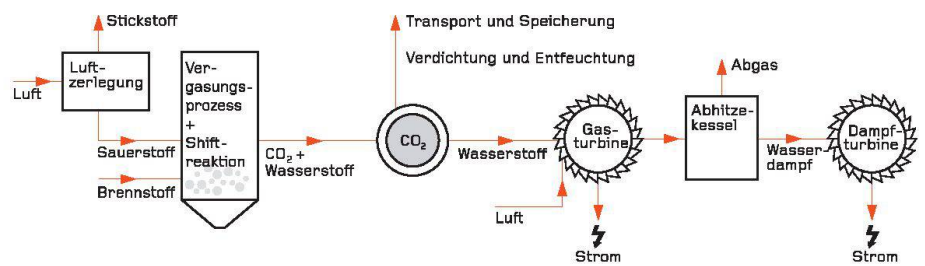 Stickstoff
Luft-
zerlegung
Luft
Sauerstoff
Brennstoff
Ver-
gasungs-
prozess
+
Shift-
reaktion
CO₂ +
Wasserstoff
Transport und Speicherung
Verdichtung und Entfeuchtung
CO₂
Wasserstoff
Luft
Gas-
turbine
Strom
Abgas
Abhitze-
kessel
Wasser-
dampf
Dampf-
turbine
Strom